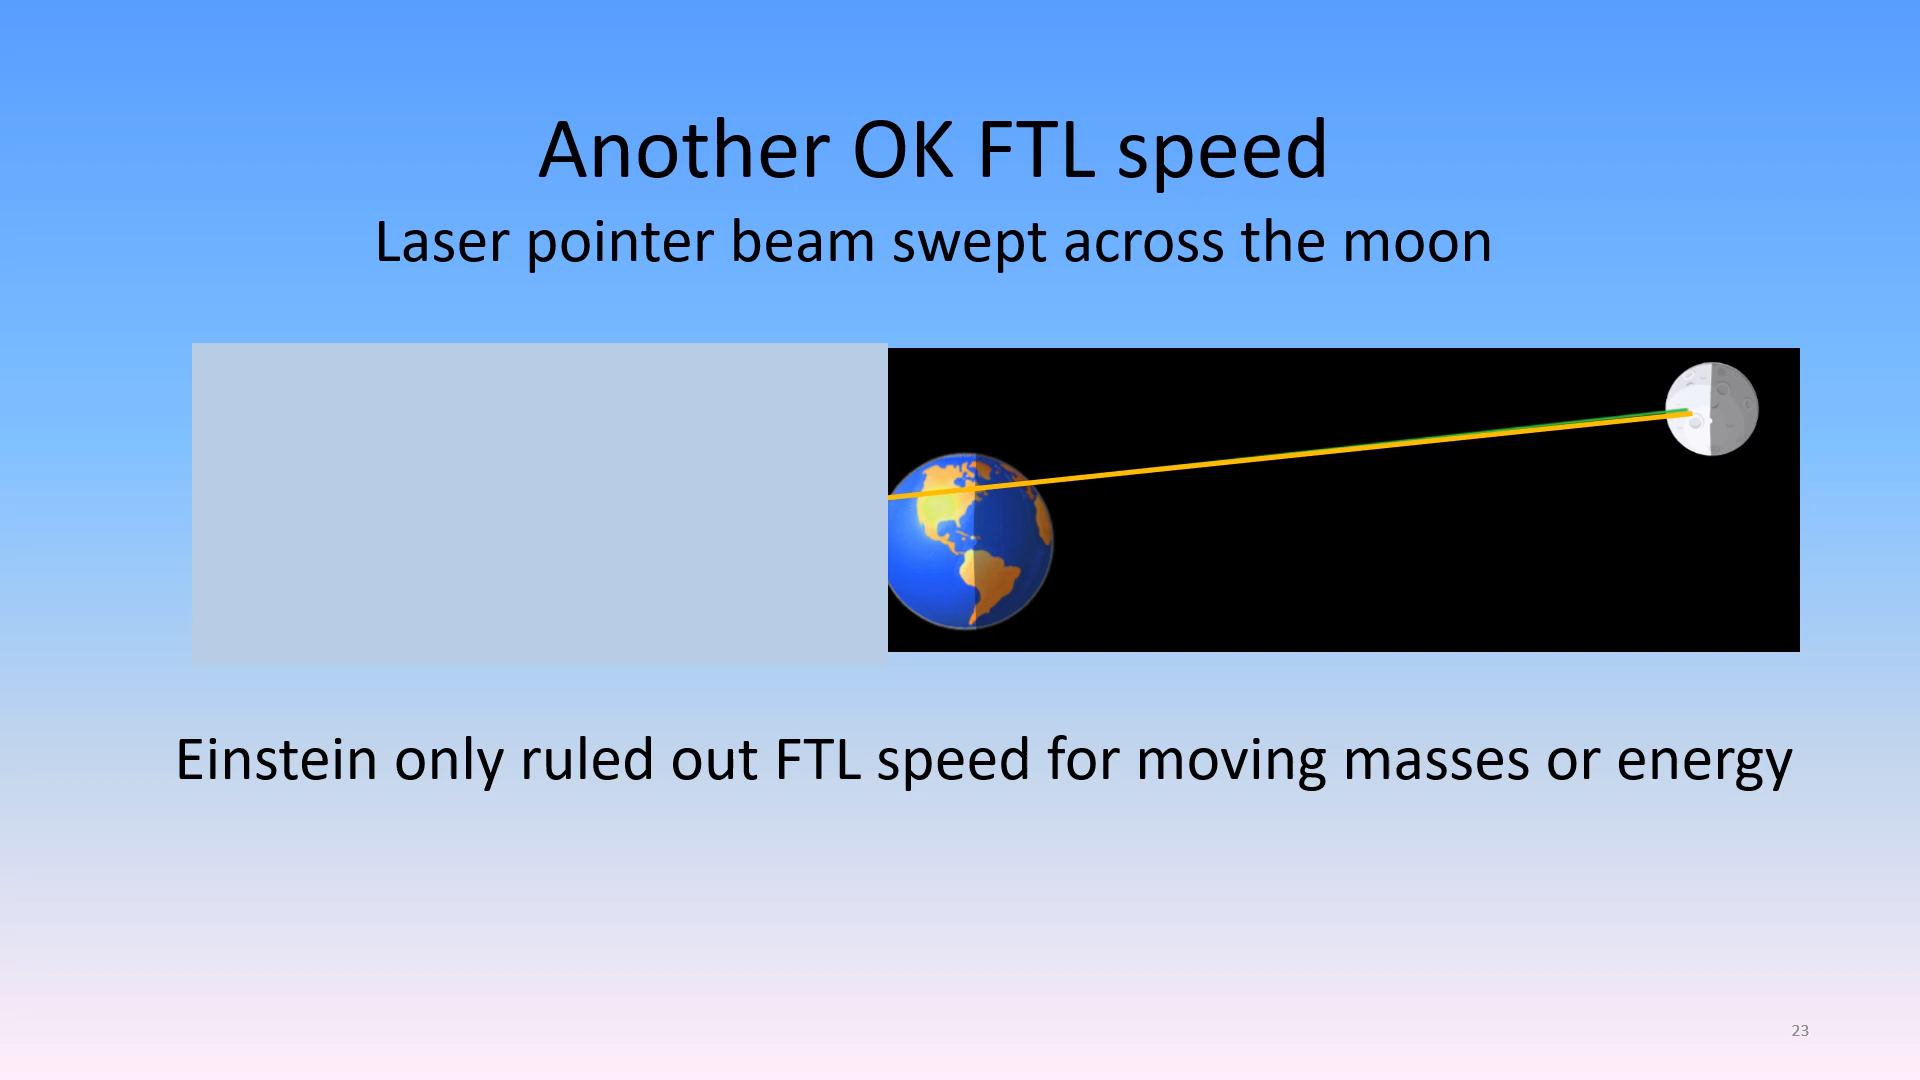 Another OK FTL speed
Laser pointer beam swept across the moon
Einstein only ruled out FTL speed for moving masses or energy
23